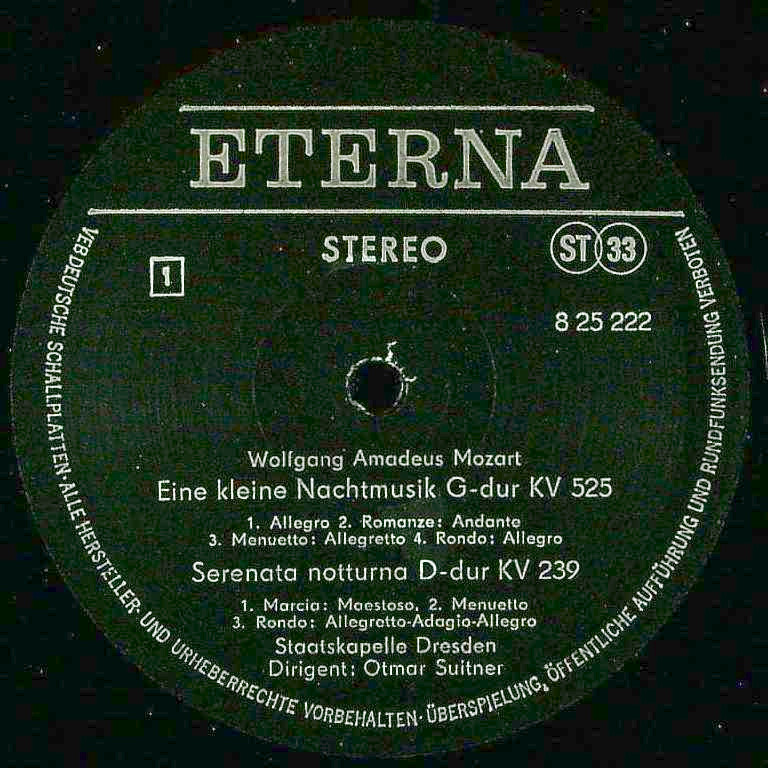 ETERNA
STEREO
ST 33
1
8 25 222
Wolfgang Amadeus Mozart
Eine kleine Nachtmusik G-dur KV 525
1. Allegro 2. Romanze: Andante
3. Menuetto: Allegretto 4. Rondo: Allegro
Serenata notturna D-dur KV 239
1. Marcia: Maestoso, 2. Menuetto
3. Rondo: Allegretto-Adagio-Allegro
Staatskapelle Dresden
Dirigent: Otmar Suitner
VEB DEUTSCHE SCHALLPLATTEN · ALLE HERSTELLER- UND URHEBERRECHTE VORBEHALTEN · ÜBERSPIELUNG, ÖFFENTLICHE AUFFÜHRUNG UND RUNDFUNKSENDUNG VERBOTEN